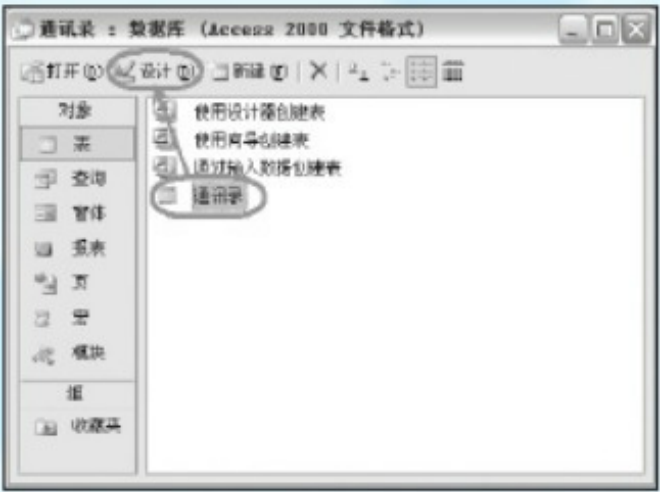 通讯录 : 数据库 (Access 2000 文件格式)
打开(O) 设计(D) 新建(N)
对象
表
查询
窗体
报表
页
宏
模块
组
收藏夹
使用设计器创建表
使用向导创建表
通过输入数据创建表
通讯录